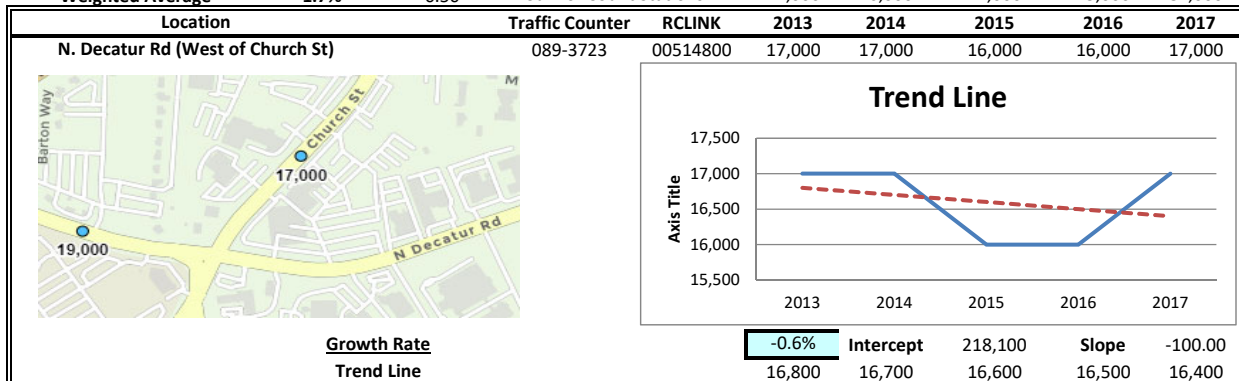 Location Traffic Counter RCLINK 2013 2014 2015 2016 2017
N. Decatur Rd (West of Church St) 089-3723 00514800 17,000 17,000 16,000 16,000 17,000
Barton Way
Church St
17,000
19,000
N Decatur Rd
M
Trend Line
Axis Title
17,500
17,000
16,500
16,000
15,500
2013 2014 2015 2016 2017
Growth Rate -0.6% Intercept 218,100 Slope -100.00
Trend Line 16,800 16,700 16,600 16,500 16,400